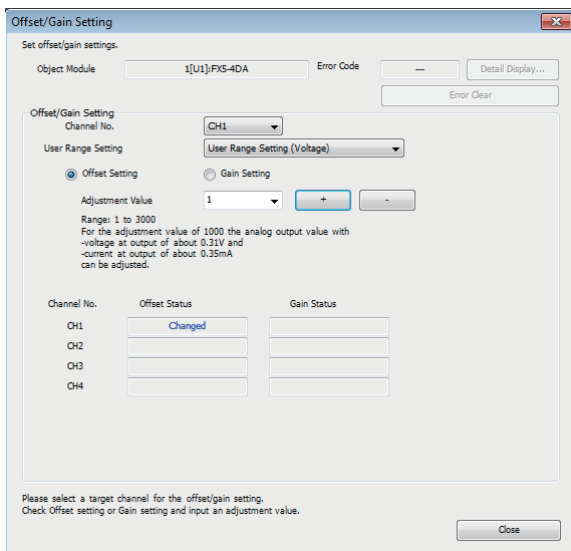 Offset/Gain Setting
Set offset/gain settings.
Object Module 1[U1]:FX5-4DA Error Code --- Detail Display...
Error Clear
Offset/Gain Setting
Channel No. CH1
User Range Setting User Range Setting (Voltage)
Offset Setting Gain Setting
Adjustment Value 1 + -
Range: 1 to 3000
For the adjustment value of 1000 the analog output value with
-voltage at output of about 0.31V and
-current at output of about 0.35mA
can be adjusted.
Channel No. Offset Status Gain Status
CH1 Changed
CH2
CH3
CH4
Please select a target channel for the offset/gain setting.
Check Offset setting or Gain setting and input an adjustment value.
Close